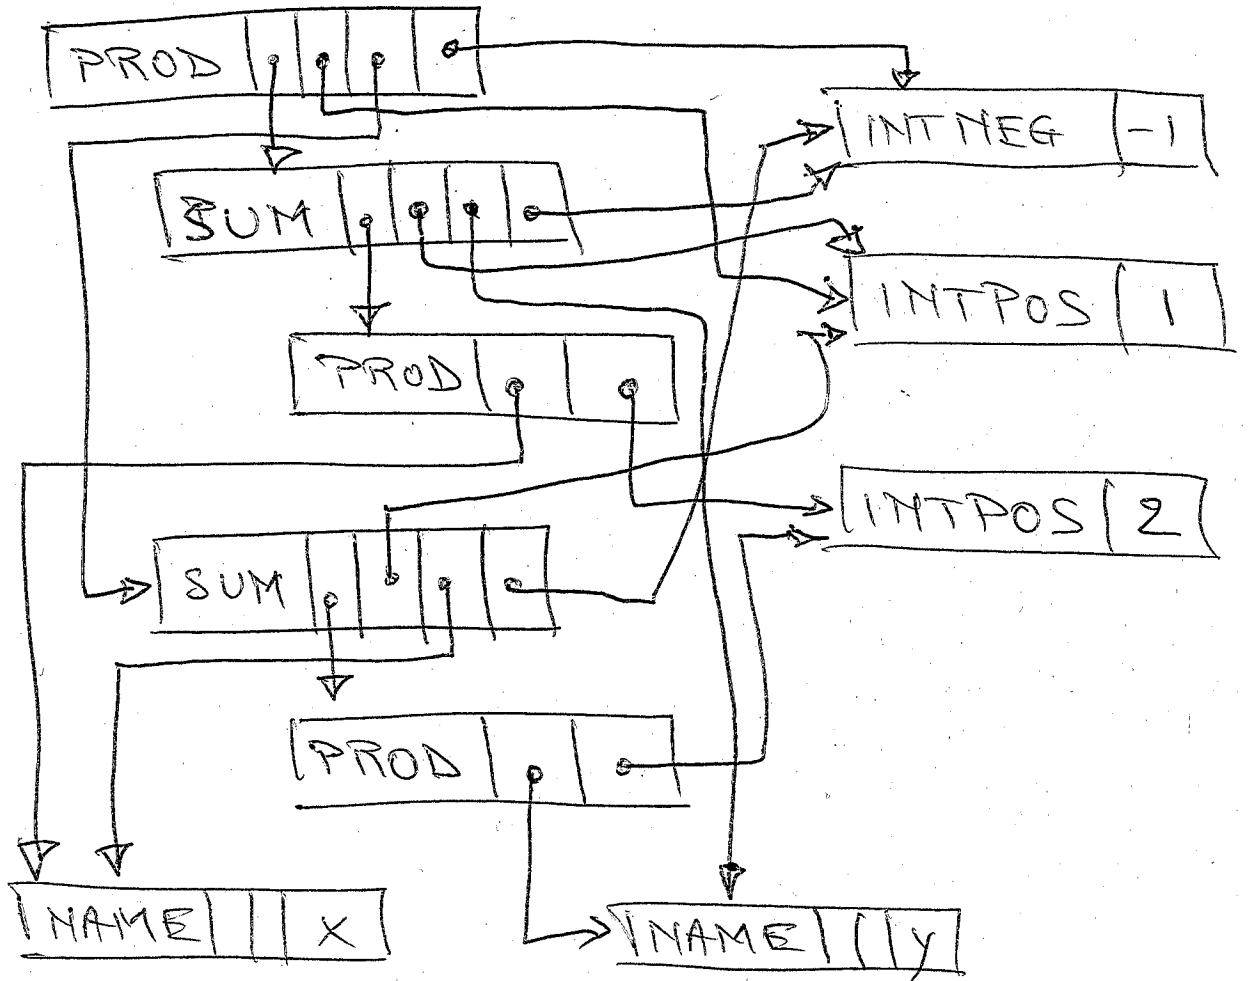 PROD
INTNEG -1
SUM
INTPOS 1
PROD
INTPOS 2
SUM
PROD
NAME x
NAME y